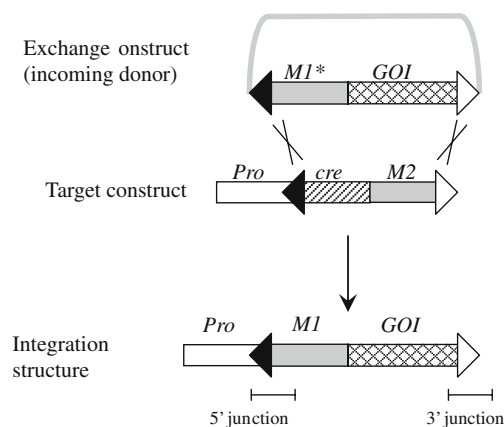 Exchange onstruct
(incoming donor)
M1* GOI
Pro cre M2
Target construct
Pro M1 GOI
Integration
structure
5' junction 3' junction